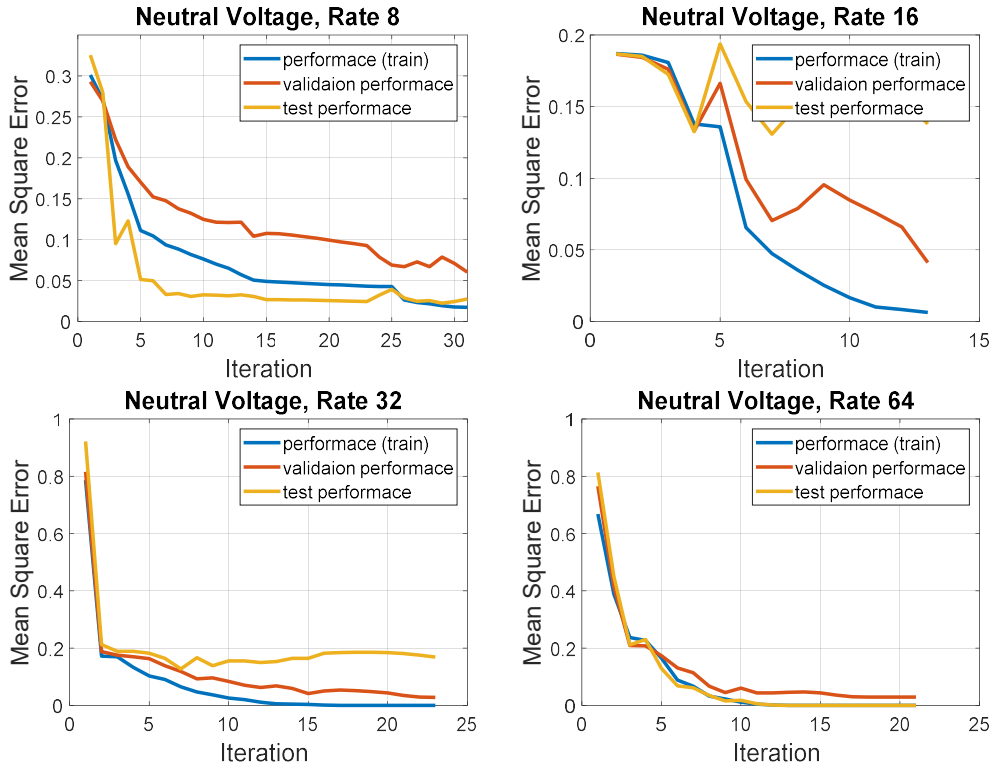 Neutral Voltage, Rate 8
performace (train)
validaion performace
test performace
Mean Square Error
0.3
0.25
0.2
0.15
0.1
0.05
0
0 5 10 15 20 25 30
Iteration
Neutral Voltage, Rate 16
performace (train)
validaion performace
test performace
Mean Square Error
0.2
0.15
0.1
0.05
0
0 5 10 15
Iteration
Neutral Voltage, Rate 32
performace (train)
validaion performace
test performace
Mean Square Error
1
0.8
0.6
0.4
0.2
0
0 5 10 15 20 25
Iteration
Neutral Voltage, Rate 64
performace (train)
validaion performace
test performace
Mean Square Error
1
0.8
0.6
0.4
0.2
0
0 5 10 15 20 25
Iteration